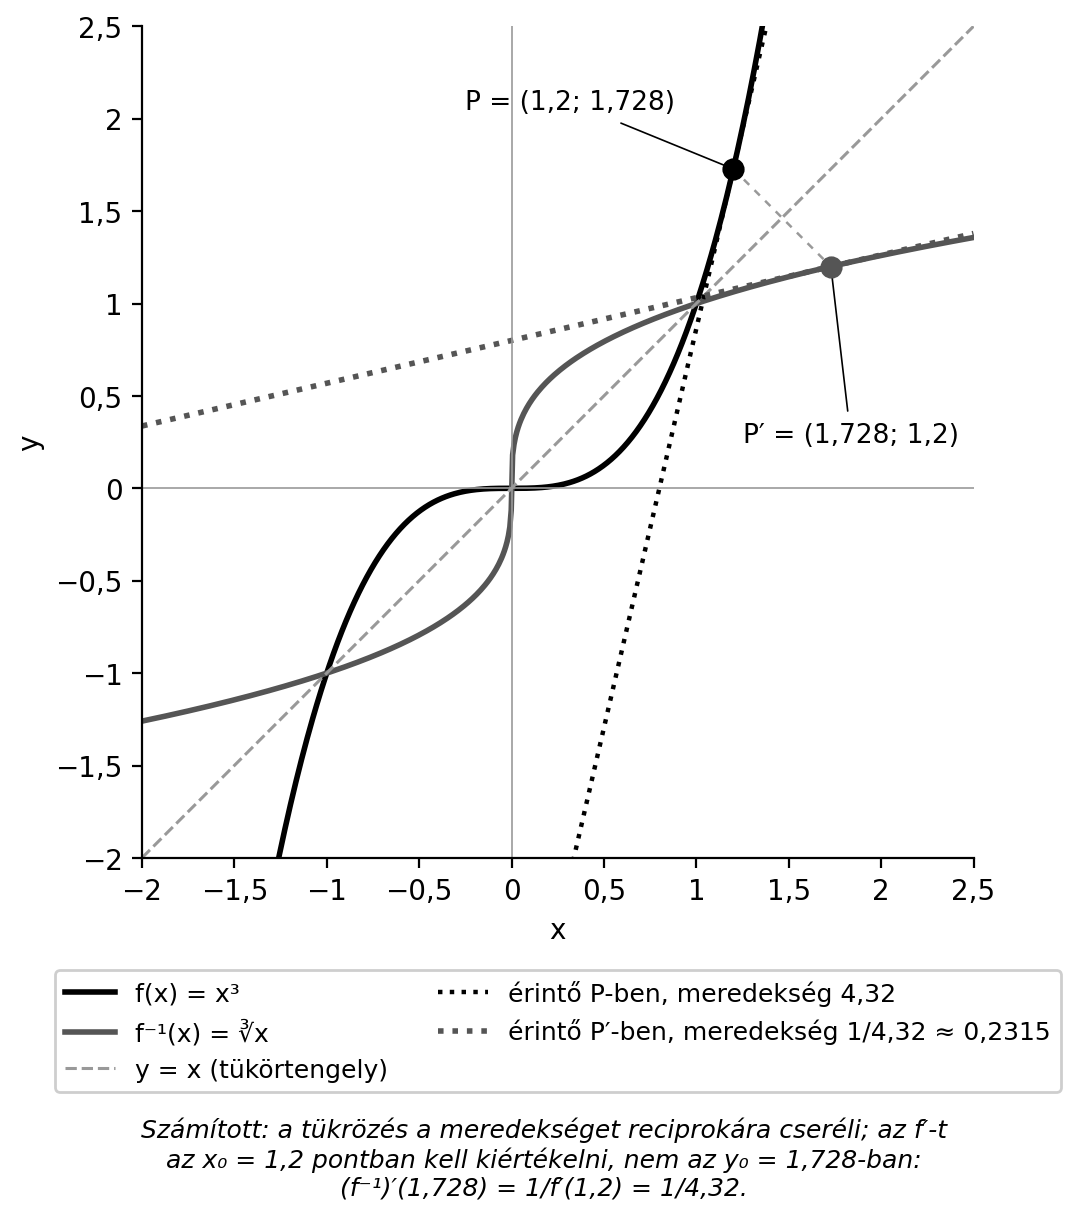 2,5
2
1,5
1
0,5
0
−0,5
−1
−1,5
−2
y
P = (1,2; 1,728)
P′ = (1,728; 1,2)
−2 −1,5 −1 −0,5 0 0,5 1 1,5 2 2,5
x
f(x) = x³
f⁻¹(x) = ∛x
y = x (tükörtengely)
érintő P-ben, meredekség 4,32
érintő P′-ben, meredekség 1/4,32 ≈ 0,2315
Számított: a tükrözés a meredekséget reciprokára cseréli; az f′-t
az x₀ = 1,2 pontban kell kiértékelni, nem az y₀ = 1,728-ban:
(f⁻¹)′(1,728) = 1/f′(1,2) = 1/4,32.